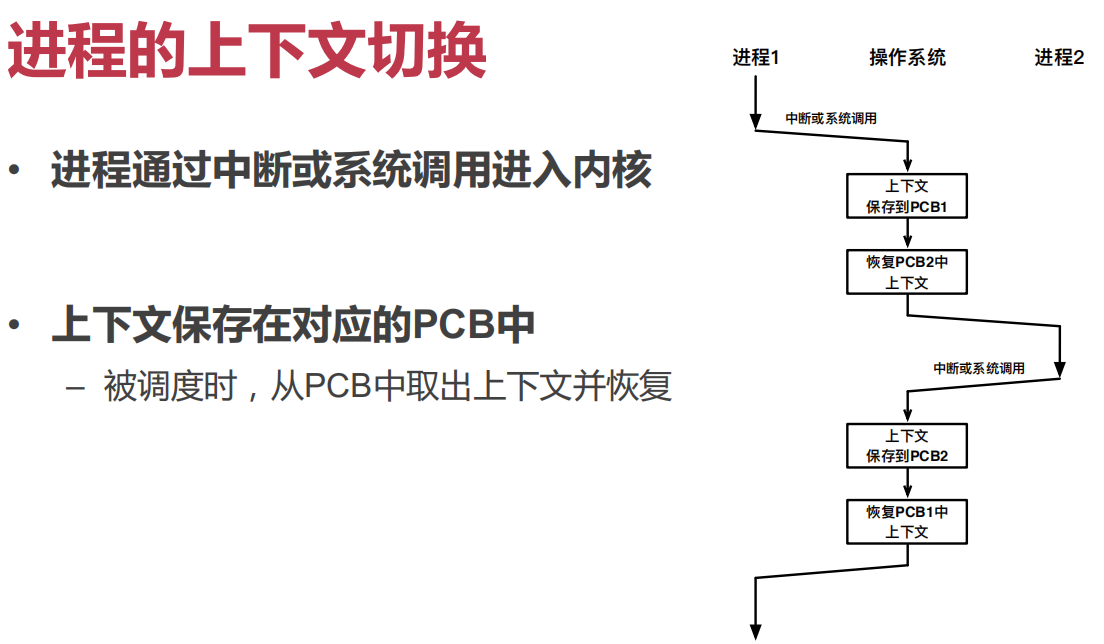 进程的上下文切换
• 进程通过中断或系统调用进入内核
• 上下文保存在对应的PCB中
– 被调度时，从PCB中取出上下文并恢复
进程1 操作系统 进程2
中断或系统调用
上下文
保存到PCB1
恢复PCB2中
上下文
中断或系统调用
上下文
保存到PCB2
恢复PCB1中
上下文